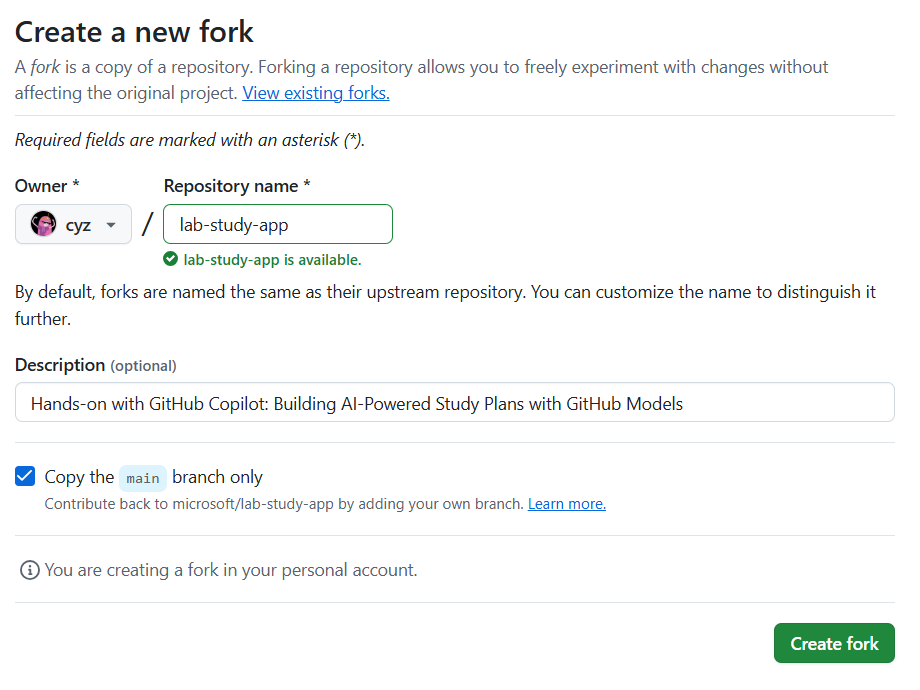 Create a new fork
A fork is a copy of a repository. Forking a repository allows you to freely experiment with changes without
affecting the original project. View existing forks.
Required fields are marked with an asterisk (*).
Owner * Repository name *
cyz / lab-study-app
lab-study-app is available.
By default, forks are named the same as their upstream repository. You can customize the name to distinguish it
further.
Description (optional)
Hands-on with GitHub Copilot: Building AI-Powered Study Plans with GitHub Models
Copy the main branch only
Contribute back to microsoft/lab-study-app by adding your own branch. Learn more.
You are creating a fork in your personal account.
Create fork